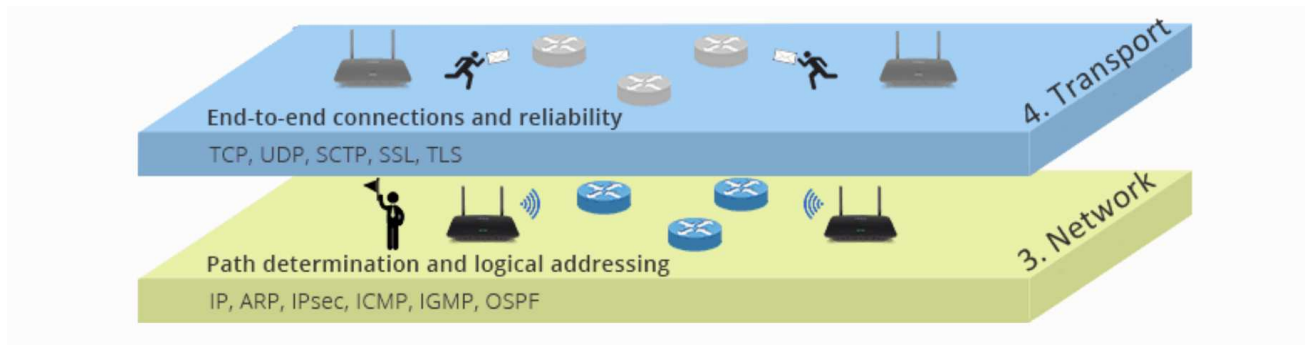 4. Transport
End-to-end connections and reliability
TCP, UDP, SCTP, SSL, TLS
3. Network
Path determination and logical addressing
IP, ARP, IPsec, ICMP, IGMP, OSPF